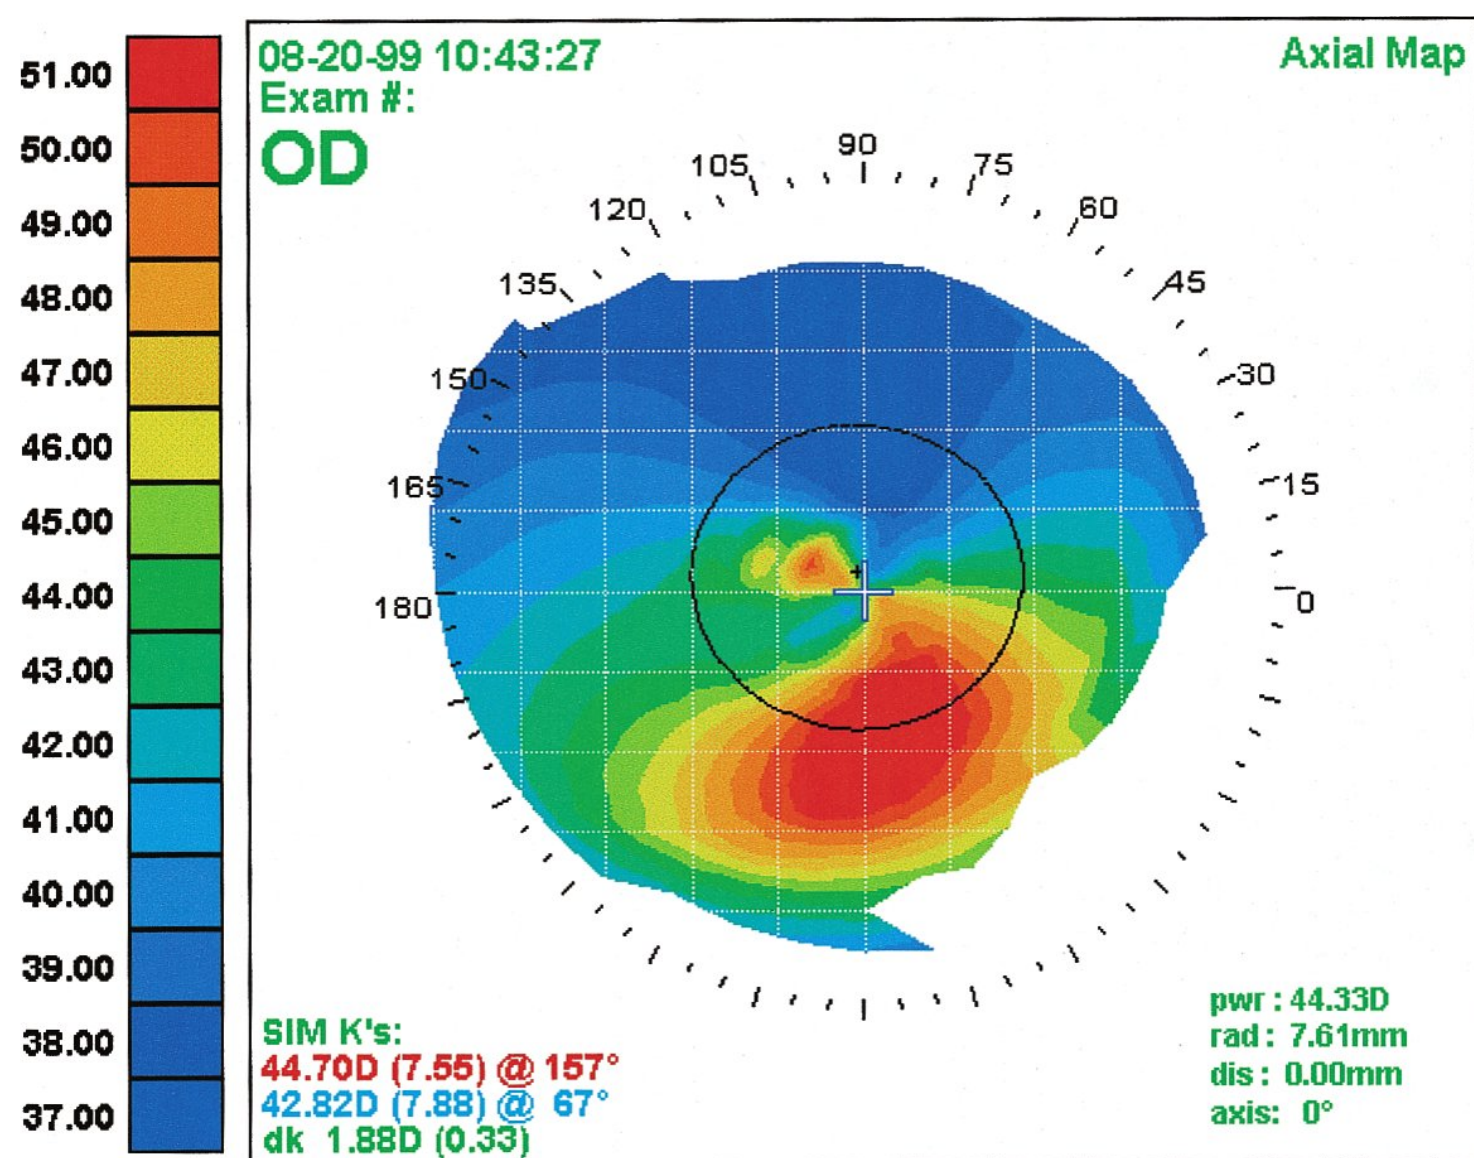 51.00
50.00
49.00
48.00
47.00
46.00
45.00
44.00
43.00
42.00
41.00
40.00
39.00
38.00
37.00
08-20-99 10:43:27
Exam #:
OD
Axial Map
90
105
75
120
60
135
45
150
30
165
15
180
0
SIM K's:
44.70D (7.55) @ 157°
42.82D (7.88) @ 67°
dk 1.88D (0.33)
pwr : 44.33D
rad : 7.61mm
dis : 0.00mm
axis: 0°